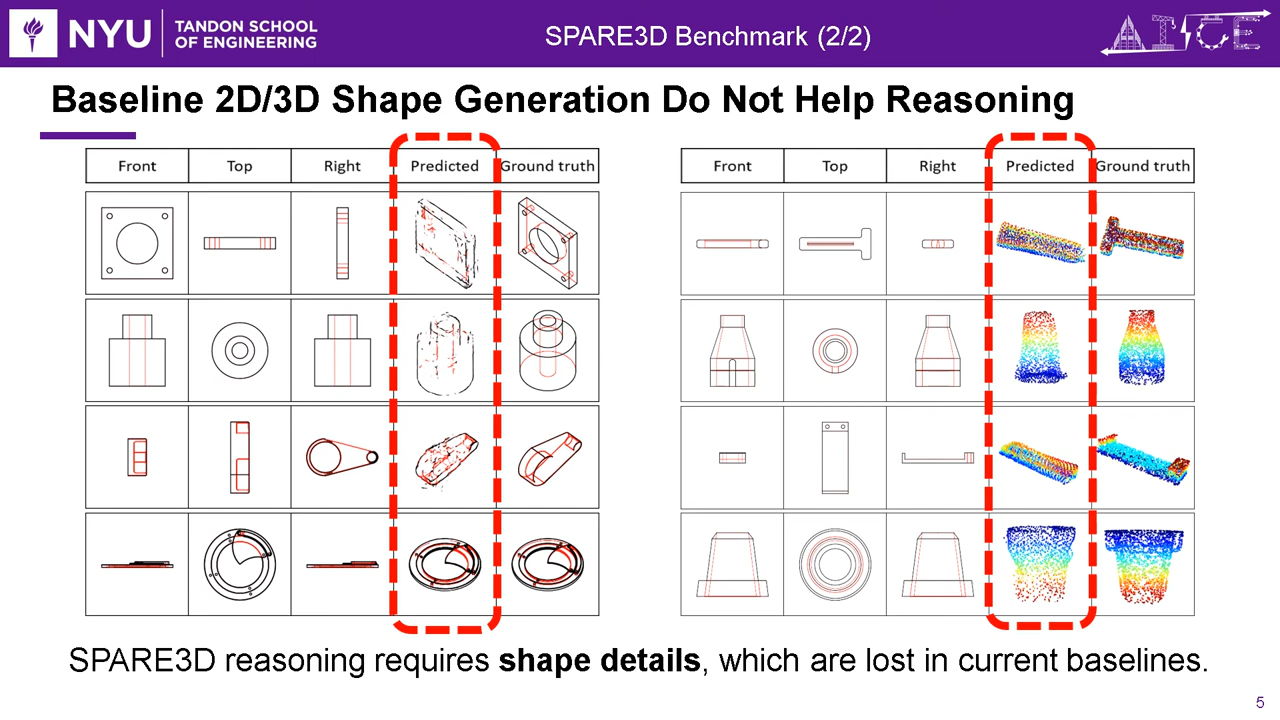 NYU
TANDON SCHOOL
OF ENGINEERING
SPARE3D Benchmark (2/2)
AI4CE
Baseline 2D/3D Shape Generation Do Not Help Reasoning
Front Top Right Predicted Ground truth
Front Top Right Predicted Ground truth
SPARE3D reasoning requires shape details, which are lost in current baselines.
5